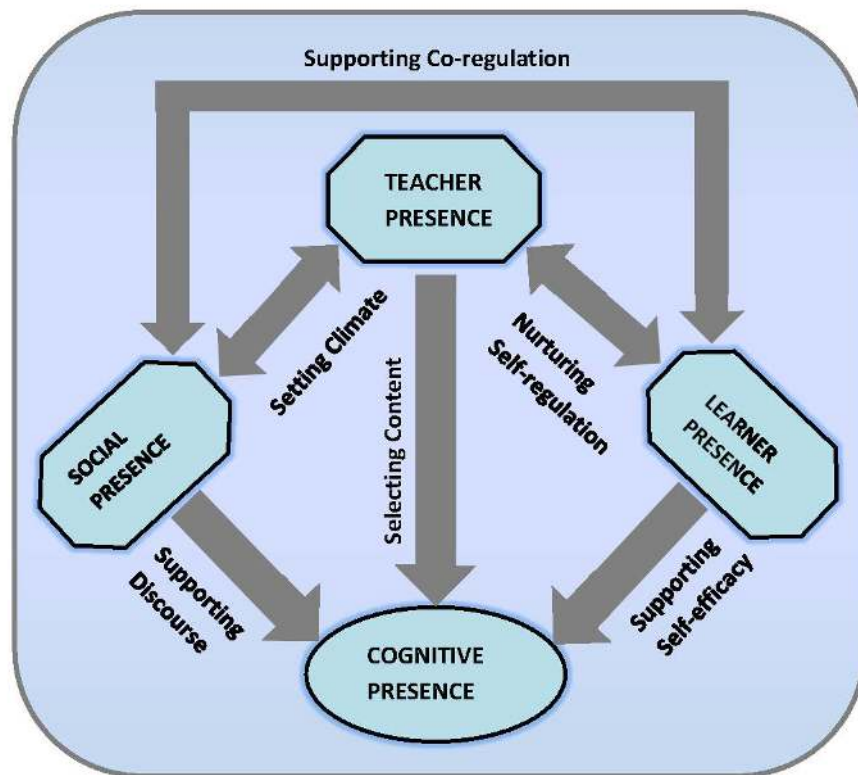 Supporting Co-regulation
TEACHER
PRESENCE
Setting Climate
Selecting Content
Nurturing
Self-regulation
SOCIAL
PRESENCE
LEARNER
PRESENCE
Supporting
Discourse
Supporting
Self-efficacy
COGNITIVE
PRESENCE